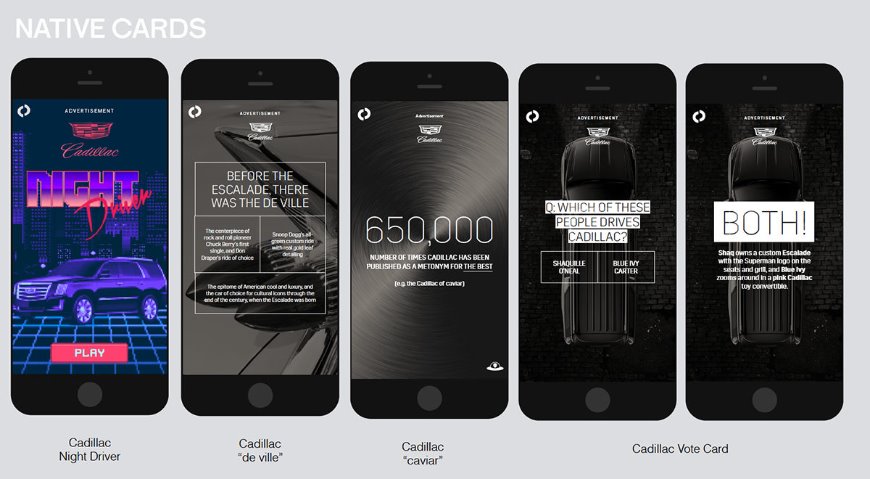 NATIVE CARDS
ADVERTISEMENT
Cadillac
NIGHT
Driver
PLAY
Cadillac
Night Driver
ADVERTISEMENT
Cadillac
BEFORE THE
ESCALADE, THERE
WAS THE DE VILLE
The centerpiece of
rock and roll pioneer
Chuck Berry's first
single, and Don
Draper's ride of choice
Snoop Dogg's all-
green custom ride
with real gold leaf
detailing
The epitome of American cool and luxury, and
the car of choice for cultural icons through the
end of the century, when the Escalade was born
Cadillac
"de ville"
Advertisement
Cadillac
650,000
NUMBER OF TIMES CADILLAC HAS BEEN
PUBLISHED AS A METONYM FOR THE BEST
(e.g. the Cadillac of caviar)
Cadillac
"caviar"
ADVERTISEMENT
Cadillac
Q: WHICH OF THESE
PEOPLE DRIVES
CADILLAC?
SHAQUILLE
O'NEAL
BLUE IVY
CARTER
ADVERTISEMENT
Cadillac
BOTH!
Shaq owns a custom Escalade
with the Superman logo on the
seats and grill, and Blue Ivy
zooms around in a pink Cadillac
toy convertible.
Cadillac Vote Card